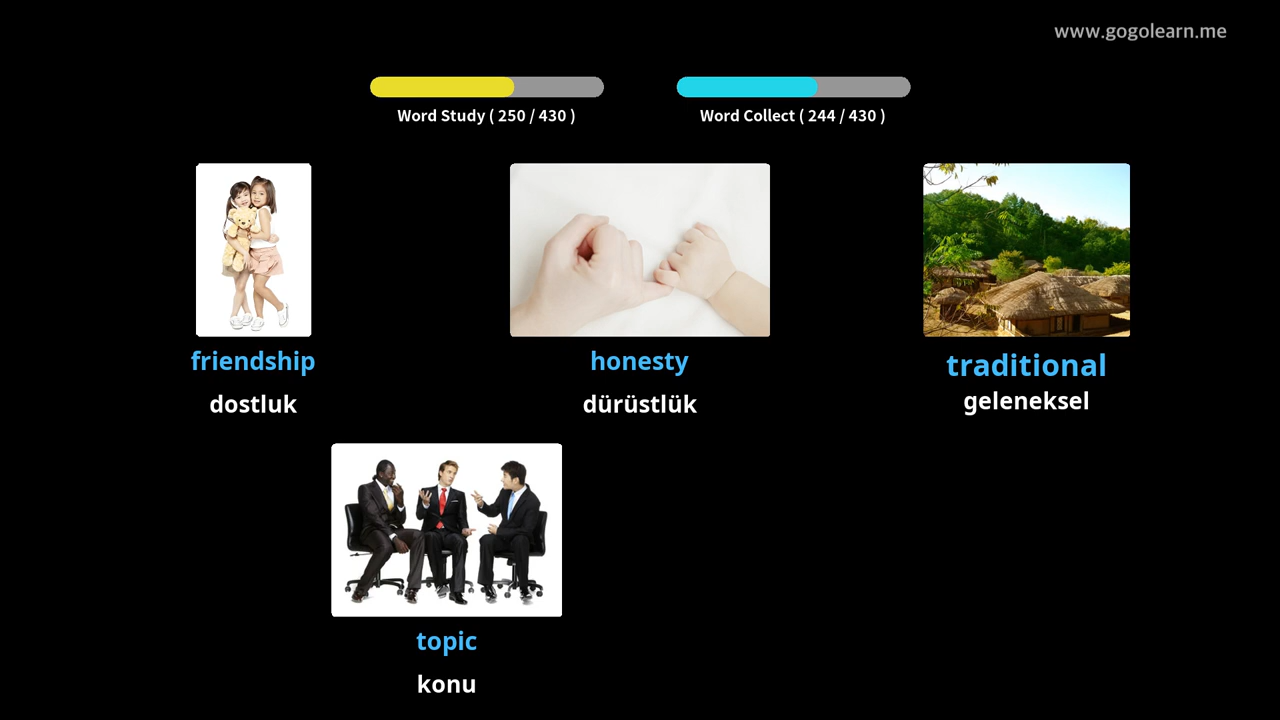 www.gogolearn.me
Word Study ( 250 / 430 )
Word Collect ( 244 / 430 )
friendship
dostluk
honesty
dürüstlük
traditional
geleneksel
topic
konu